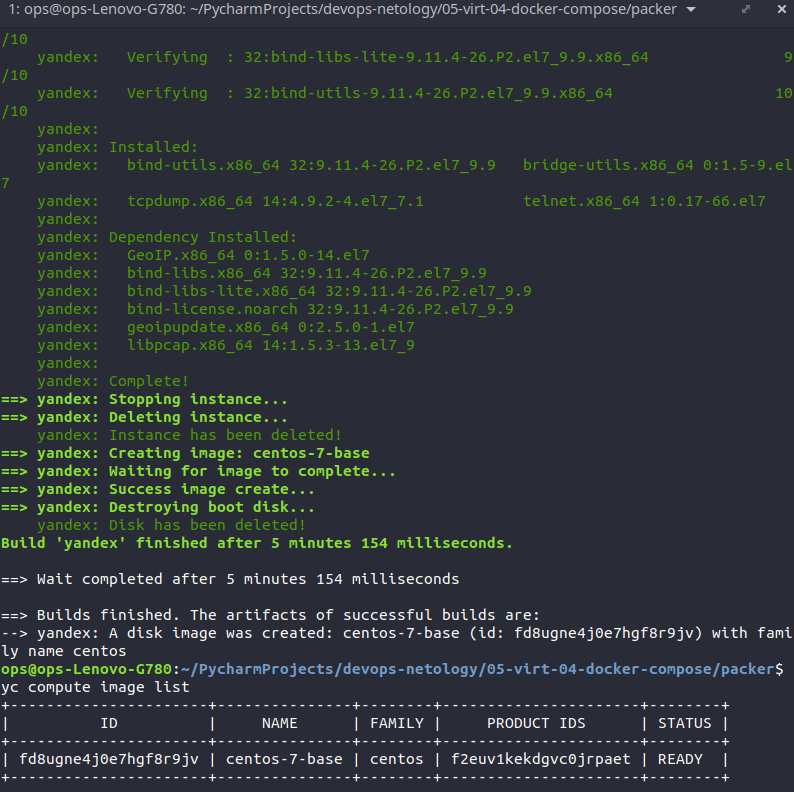 1: ops@ops-Lenovo-G780: ~/PycharmProjects/devops-netology/05-virt-04-docker-compose/packer
/10
    yandex:   Verifying  : 32:bind-libs-lite-9.11.4-26.P2.el7_9.9.x86_64               9
/10
    yandex:   Verifying  : 32:bind-utils-9.11.4-26.P2.el7_9.9.x86_64                  10
/10
    yandex:
    yandex: Installed:
    yandex:   bind-utils.x86_64 32:9.11.4-26.P2.el7_9.9   bridge-utils.x86_64 0:1.5-9.el
7
    yandex:   tcpdump.x86_64 14:4.9.2-4.el7_7.1           telnet.x86_64 1:0.17-66.el7
    yandex:
    yandex: Dependency Installed:
    yandex:   GeoIP.x86_64 0:1.5.0-14.el7
    yandex:   bind-libs.x86_64 32:9.11.4-26.P2.el7_9.9
    yandex:   bind-libs-lite.x86_64 32:9.11.4-26.P2.el7_9.9
    yandex:   bind-license.noarch 32:9.11.4-26.P2.el7_9.9
    yandex:   geoipupdate.x86_64 0:2.5.0-1.el7
    yandex:   libpcap.x86_64 14:1.5.3-13.el7_9
    yandex:
    yandex: Complete!
==> yandex: Stopping instance...
==> yandex: Deleting instance...
    yandex: Instance has been deleted!
==> yandex: Creating image: centos-7-base
==> yandex: Waiting for image to complete...
==> yandex: Success image create...
==> yandex: Destroying boot disk...
    yandex: Disk has been deleted!
Build 'yandex' finished after 5 minutes 154 milliseconds.
==> Wait completed after 5 minutes 154 milliseconds
==> Builds finished. The artifacts of successful builds are:
--> yandex: A disk image was created: centos-7-base (id: fd8ugne4j0e7hgf8r9jv) with fami
ly name centos
ops@ops-Lenovo-G780:~/PycharmProjects/devops-netology/05-virt-04-docker-compose/packer$
yc compute image list
+----------------------+---------------+--------+----------------------+--------+
|          ID          |     NAME      | FAMILY |     PRODUCT IDS      | STATUS |
+----------------------+---------------+--------+----------------------+--------+
| fd8ugne4j0e7hgf8r9jv | centos-7-base | centos | f2euv1kekdgvc0jrpaet | READY  |
+----------------------+---------------+--------+----------------------+--------+